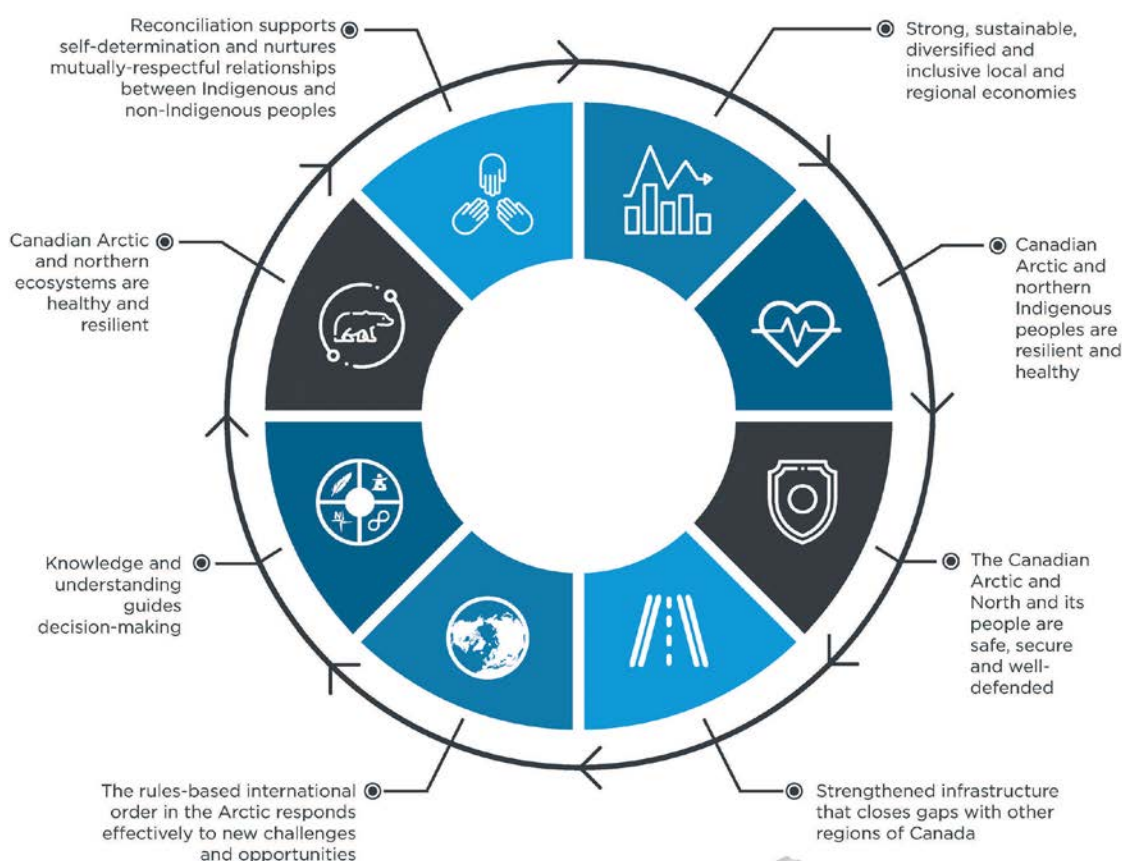 Reconciliation supports
self-determination and nurtures
mutually-respectful relationships
between Indigenous and
non-Indigenous peoples
Strong, sustainable,
diversified and
inclusive local and
regional economies
Canadian Arctic and
northern
Indigenous
peoples are
resilient and
healthy
The Canadian
Arctic and
North and its
people are
safe, secure
and well-
defended
Strengthened infrastructure
that closes gaps with other
regions of Canada
The rules-based international
order in the Arctic responds
effectively to new challenges
and opportunities
Knowledge and
understanding
guides
decision-making
Canadian Arctic
and northern
ecosystems are
healthy and
resilient
N